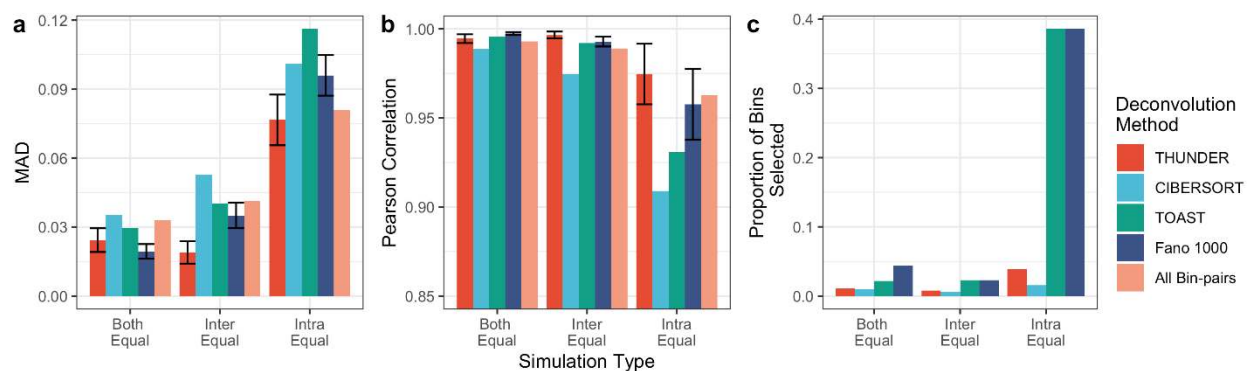 a
MAD
0.12
0.09
0.06
0.03
0.00
Both
Equal
Inter
Equal
Intra
Equal
b
Pearson Correlation
1.00
0.95
0.90
0.85
Both
Equal
Inter
Equal
Intra
Equal
Simulation Type
c
Proportion of Bins
Selected
0.4
0.3
0.2
0.1
0.0
Both
Equal
Inter
Equal
Intra
Equal
Deconvolution
Method
THUNDER
CIBERSORT
TOAST
Fano 1000
All Bin-pairs